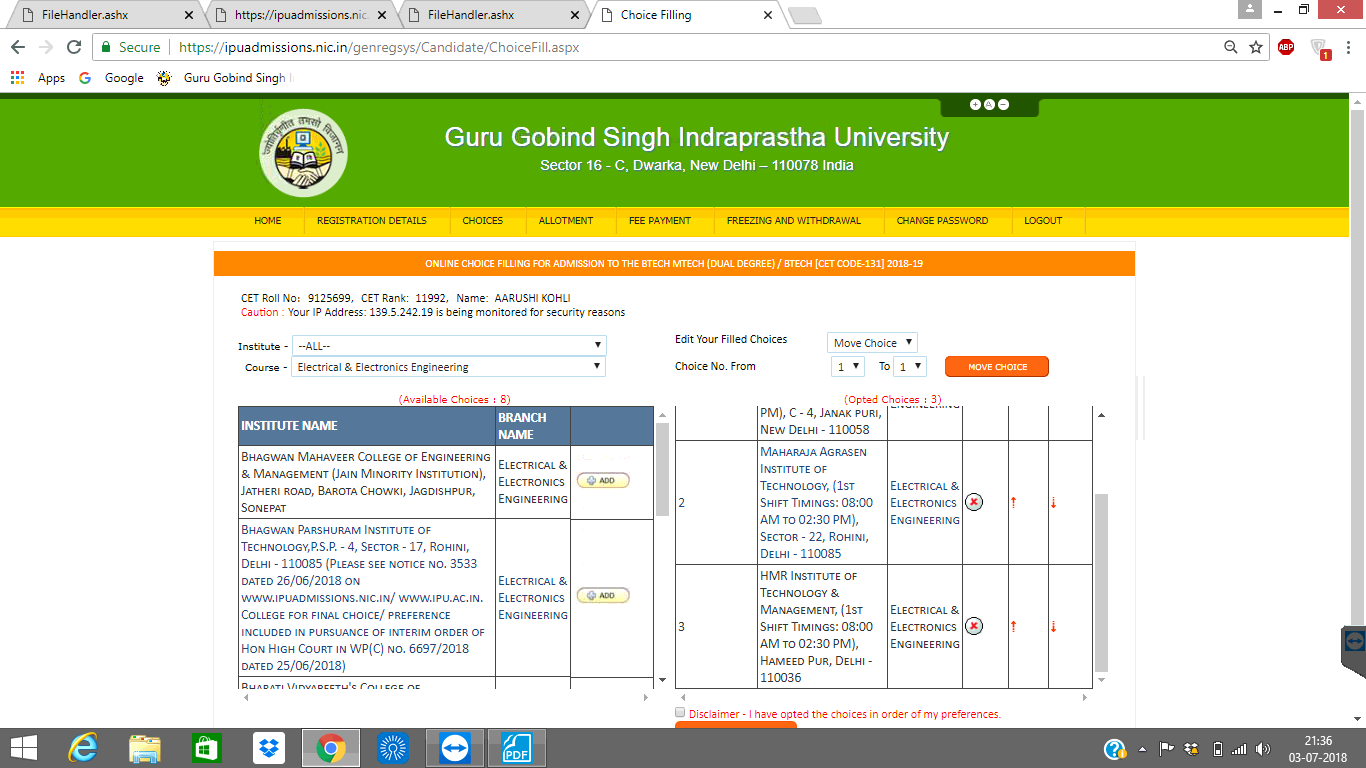 FileHandler.ashx
https://ipuadmissions.nic.
FileHandler.ashx
Choice Filling
Secure
https://ipuadmissions.nic.in/genregsys/Candidate/ChoiceFill.aspx
ABP
1
Apps
Google
Guru Gobind Singh
Guru Gobind Singh Indraprastha University
Sector 16 - C, Dwarka, New Delhi – 110078 India
HOME
REGISTRATION DETAILS
CHOICES
ALLOTMENT
FEE PAYMENT
FREEZING AND WITHDRAWAL
CHANGE PASSWORD
LOGOUT
ONLINE CHOICE FILLING FOR ADMISSION TO THE BTECH MTECH (DUAL DEGREE) / BTECH [CET CODE-131] 2018-19
CET Roll No: 9125699, CET Rank: 11992, Name: AARUSHI KOHLI
Caution : Your IP Address: 139.5.242.19 is being monitored for security reasons
Institute - --ALL--
Course - Electrical & Electronics Engineering
Edit Your Filled Choices Move Choice
Choice No. From 1 To 1 MOVE CHOICE
(Available Choices : 8)
INSTITUTE NAME
BRANCH
NAME
BHAGWAN MAHAVEER COLLEGE OF ENGINEERING
& MANAGEMENT (JAIN MINORITY INSTITUTION),
JATHERI ROAD, BAROTA CHOWKI, JAGDISHPUR,
SONEPAT
ELECTRICAL &
ELECTRONICS
ENGINEERING
ADD
BHAGWAN PARSHURAM INSTITUTE OF
TECHNOLOGY,P.S.P. - 4, SECTOR - 17, ROHINI,
DELHI - 110085 (PLEASE SEE NOTICE NO. 3533
DATED 26/06/2018 ON
WWW.IPUADMISSIONS.NIC.IN/ WWW.IPU.AC.IN.
COLLEGE FOR FINAL CHOICE/ PREFERENCE
INCLUDED IN PURSUANCE OF INTERIM ORDER OF
HON HIGH COURT IN WP(C) NO. 6697/2018
DATED 25/06/2018)
ELECTRICAL &
ELECTRONICS
ENGINEERING
ADD
BHARATI VIDYAPEETH'S COLLEGE OF
(Opted Choices : 3)
PM), C - 4, JANAK PURI,
NEW DELHI - 110058
ENGINEERING
2
MAHARAJA AGRASEN
INSTITUTE OF
TECHNOLOGY, (1ST
SHIFT TIMINGS: 08:00
AM TO 02:30 PM),
SECTOR - 22, ROHINI,
DELHI - 110085
ELECTRICAL &
ELECTRONICS
ENGINEERING
3
HMR INSTITUTE OF
TECHNOLOGY &
MANAGEMENT, (1ST
SHIFT TIMINGS: 08:00
AM TO 02:30 PM),
HAMEED PUR, DELHI -
110036
ELECTRICAL &
ELECTRONICS
ENGINEERING
Disclaimer - I have opted the choices in order of my preferences.
PDF
21:36
03-07-2018